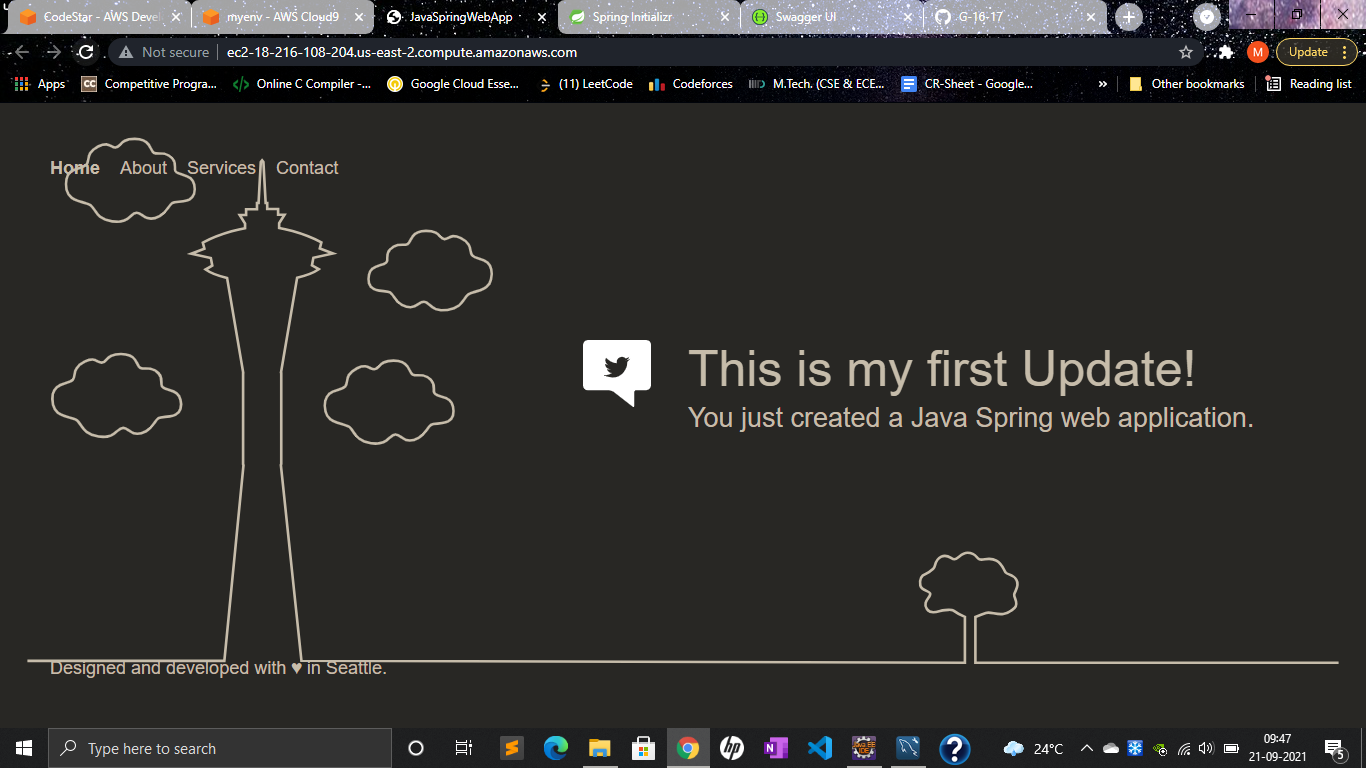 CodeStar - AWS Devel
myenv - AWS Cloud9
JavaSpringWebApp
Spring Initializr
Swagger UI
G-16-17
Not secure
ec2-18-216-108-204.us-east-2.compute.amazonaws.com
M
Update
Apps
CC Competitive Progra...
Online C Compiler -...
Google Cloud Esse...
(11) LeetCode
Codeforces
M.Tech. (CSE & ECE...
CR-Sheet - Google...
»
Other bookmarks
Reading list
Home About Services Contact
This is my first Update!
You just created a Java Spring web application.
Designed and developed with ♥ in Seattle.
Type here to search
hp
24°C
09:47
21-09-2021
5